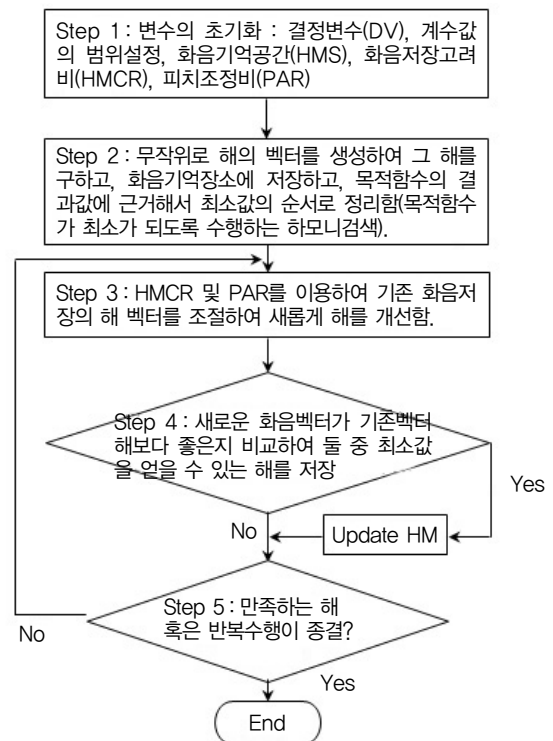 Step 1 : 변수의 초기화 : 결정변수(DV), 계수값
의 범위설정, 화음기억공간(HMS), 화음저장고려
비(HMCR), 피치조정비(PAR)
Step 2 : 무작위로 해의 벡터를 생성하여 그 해를
구하고, 화음기억장소에 저장하고, 목적함수의 결
과값에 근거해서 최소값의 순서로 정리함(목적함수
가 최소가 되도록 수행하는 하모니검색).
Step 3 : HMCR 및 PAR를 이용하여 기존 화음저
장의 해 벡터를 조절하여 새롭게 해를 개선함.
Step 4 : 새로운 화음벡터가 기존벡터
해보다 좋은지 비교하여 둘 중 최소값
을 얻을 수 있는 해를 저장
Yes
No
Update HM
Step 5 : 만족하는 해
혹은 반복수행이 종결?
No
Yes
End